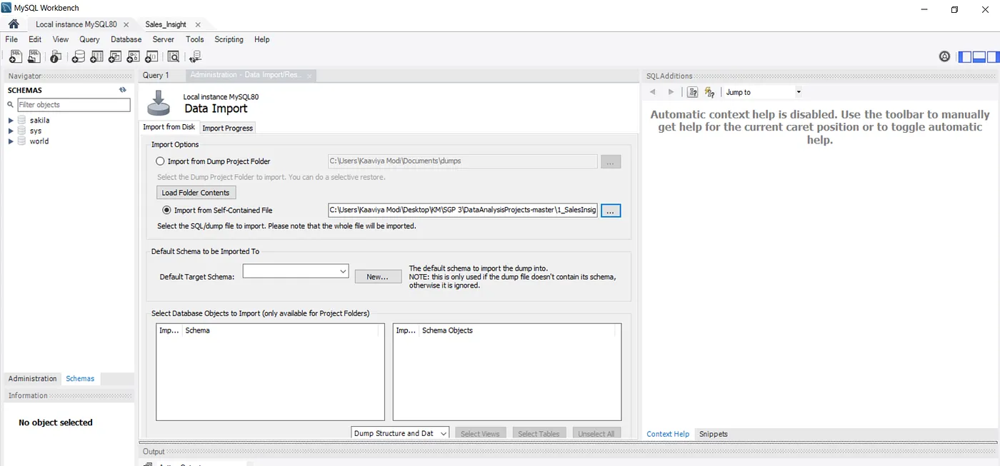 MySQL Workbench
Local instance MySQL80
Sales_Insight
File Edit View Query Database Server Tools Scripting Help
Navigator
SCHEMAS
Filter objects
sakila
sys
world
Administration Schemas
Information
No object selected
Query 1
Administration - Data Import/Res...
Local instance MySQL80
Data Import
Import from Disk Import Progress
Import Options
Import from Dump Project Folder C:\Users\Kaaviya Modi\Documents\dumps ...
Select the Dump Project Folder to import. You can do a selective restore.
Load Folder Contents
Import from Self-Contained File C:\Users\Kaaviya Modi\Desktop\KM\SGP 3\DataAnalysisProjects-master\1_SalesInsig ...
Select the SQL/dump file to import. Please note that the whole file will be imported.
Default Schema to be Imported To
Default Target Schema: New...
The default schema to import the dump into.
NOTE: this is only used if the dump file doesn't contain its schema,
otherwise it is ignored.
Select Database Objects to Import (only available for Project Folders)
Imp... Schema
Imp... Schema Objects
Dump Structure and Dat Select Views Select Tables Unselect All
Output
SQLAdditions
Jump to
Automatic context help is disabled. Use the toolbar to manually
get help for the current caret position or to toggle automatic
help.
Context Help Snippets